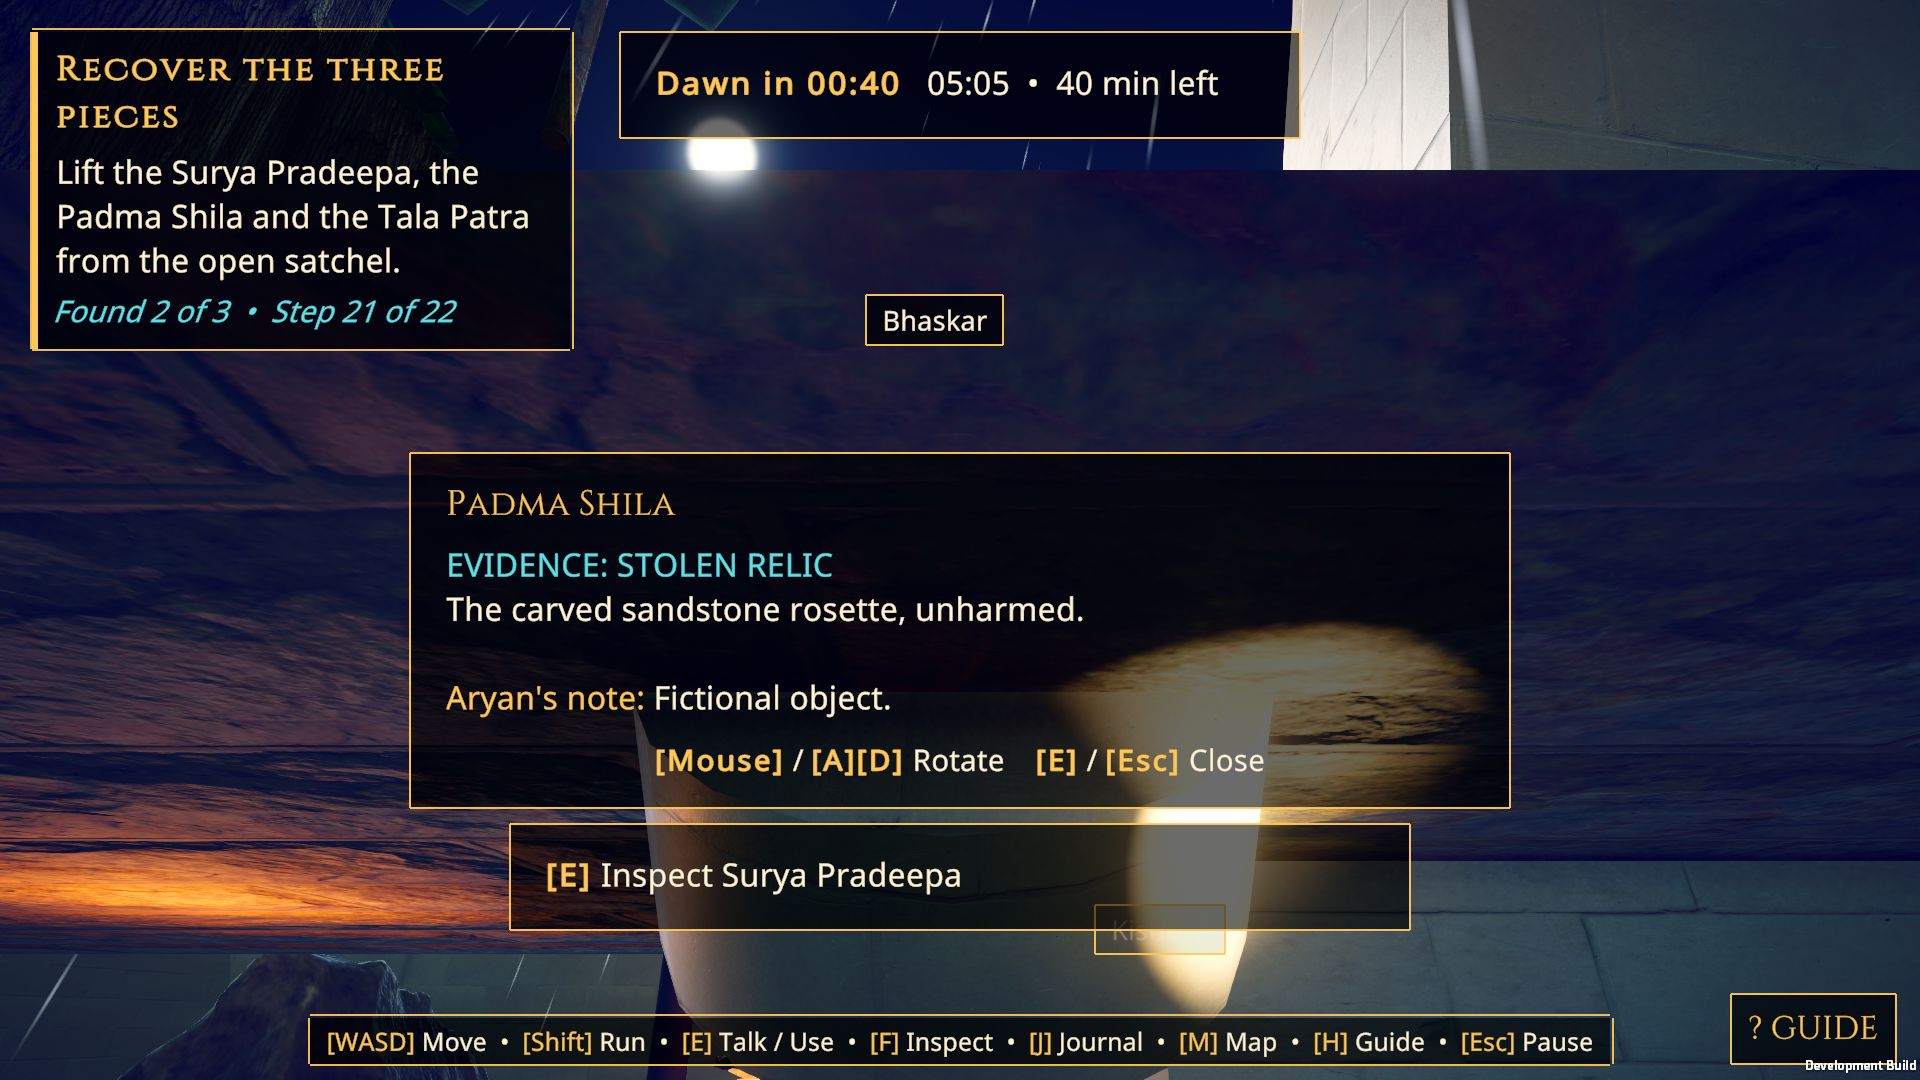 RECOVER THE THREE
PIECES
Lift the Surya Pradeepa, the
Padma Shila and the Tala Patra
from the open satchel.
Found 2 of 3 • Step 21 of 22
Dawn in 00:40 05:05 • 40 min left
Bhaskar
PADMA SHILA
EVIDENCE: STOLEN RELIC
The carved sandstone rosette, unharmed.
Aryan's note: Fictional object.
[Mouse] / [A][D] Rotate [E] / [Esc] Close
[E] Inspect Surya Pradeepa
[WASD] Move • [Shift] Run • [E] Talk / Use • [F] Inspect • [J] Journal • [M] Map • [H] Guide • [Esc] Pause
? GUIDE
Development Build